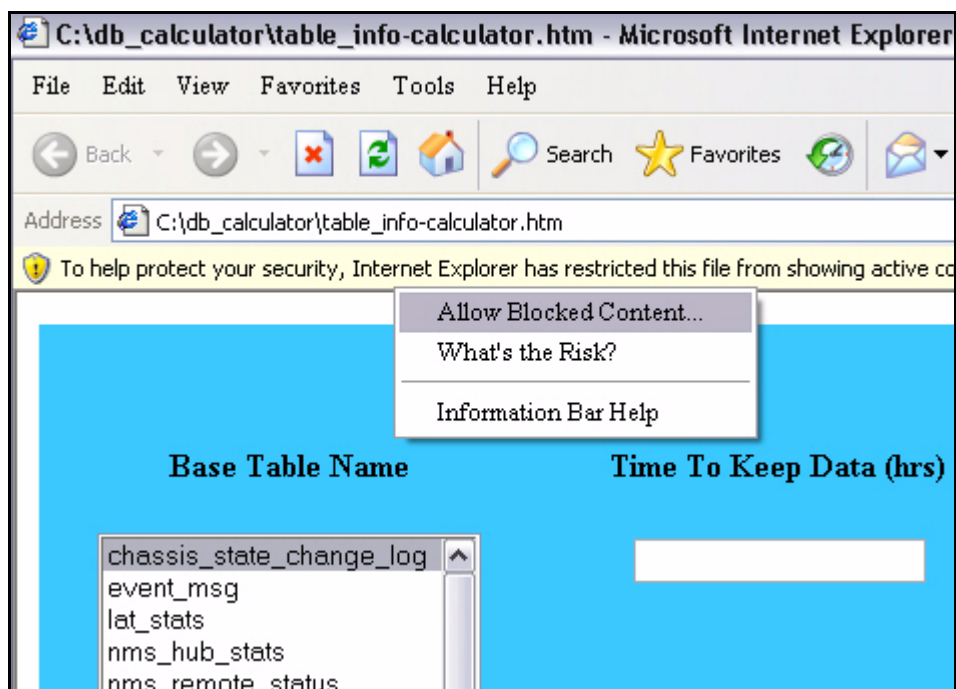 C:\db_calculator\table_info-calculator.htm - Microsoft Internet Explorer
File Edit View Favorites Tools Help
Back Search Favorites
Address C:\db_calculator\table_info-calculator.htm
To help protect your security, Internet Explorer has restricted this file from showing active
Allow Blocked Content...
What's the Risk?
Information Bar Help
Base Table Name Time To Keep Data (hrs)
chassis_state_change_log
event_msg
lat_stats
nms_hub_stats
nms_remote_status